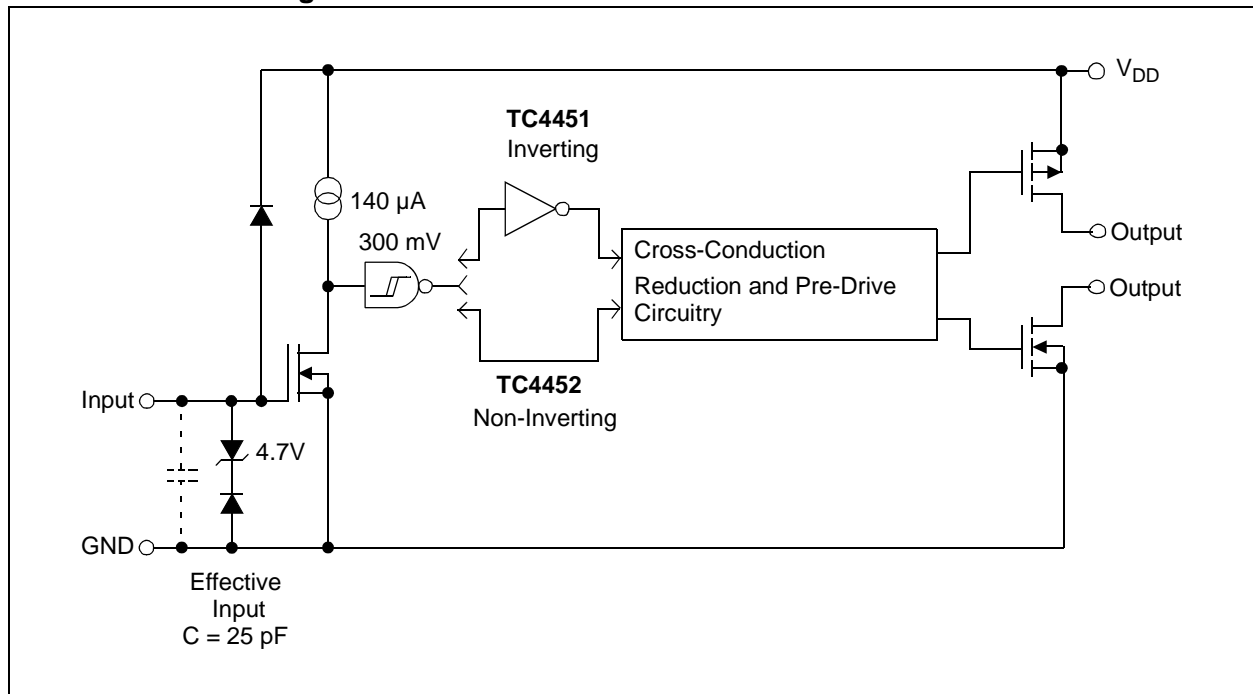 V_DD
TC4451
Inverting
140 µA
300 mV
Cross-Conduction
Reduction and Pre-Drive
Circuitry
Output
Output
TC4452
Non-Inverting
Input
4.7V
GND
Effective
Input
C = 25 pF